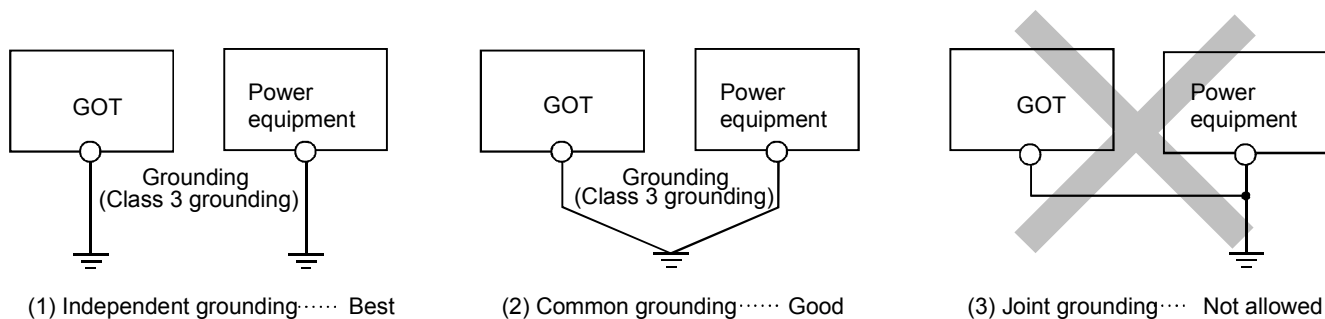 GOT
Power
equipment
Grounding
(Class 3 grounding)
(1) Independent grounding······ Best
GOT
Power
equipment
Grounding
(Class 3 grounding)
(2) Common grounding······ Good
GOT
Power
equipment
(3) Joint grounding···· Not allowed